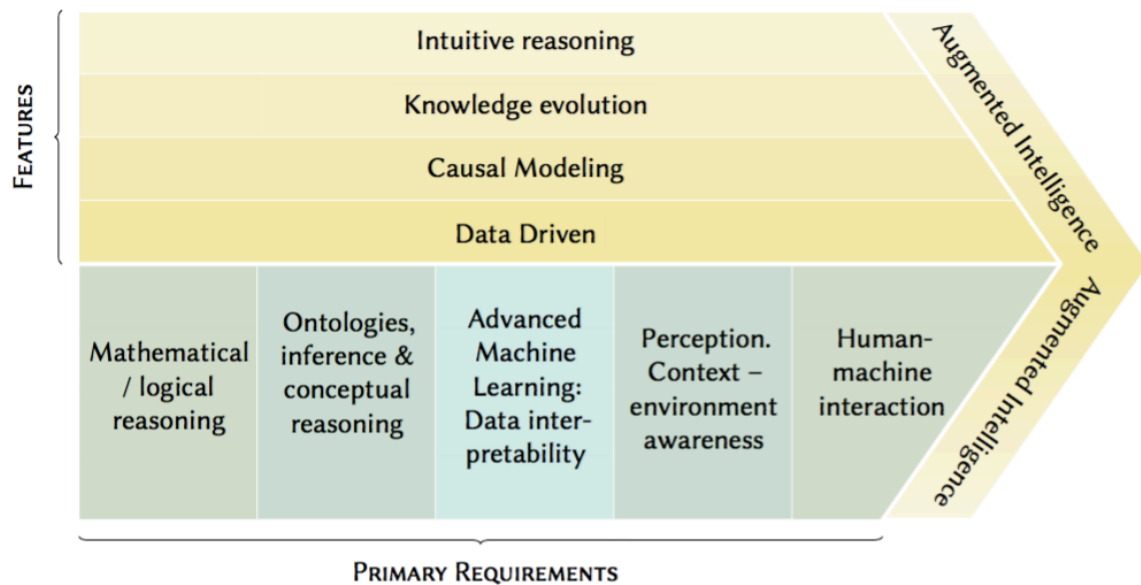 FEATURES
Intuitive reasoning
Knowledge evolution
Causal Modeling
Data Driven
Augmented Intelligence
Mathematical
/ logical
reasoning
Ontologies,
inference &
conceptual
reasoning
Advanced
Machine
Learning:
Data inter-
pretability
Perception.
Context –
environment
awareness
Human-
machine
interaction
Augmented Intelligence
PRIMARY REQUIREMENTS